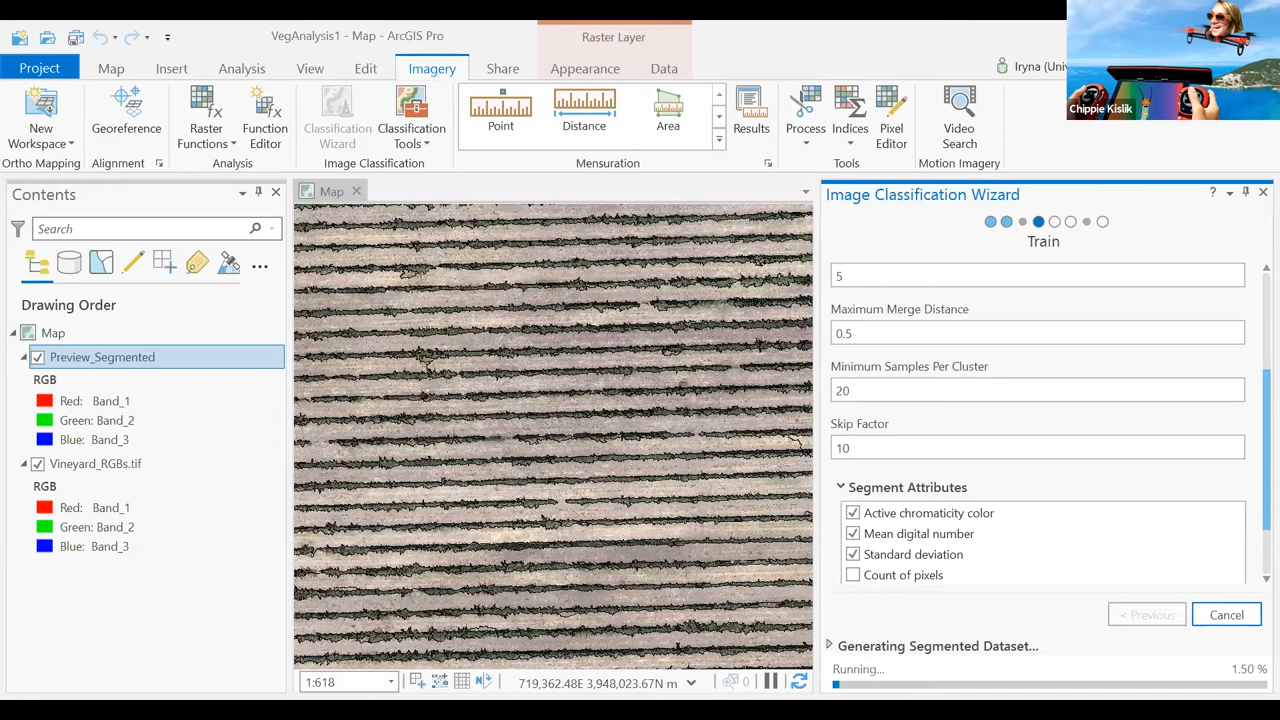 VegAnalysis1 - Map - ArcGIS Pro
Raster Layer
Project
Map
Insert
Analysis
View
Edit
Imagery
Share
Appearance
Data
Iryna (Uni
Chippie Kislik
New Workspace
Georeference
Raster Functions
Function Editor
Classification Wizard
Classification Tools
Point
Distance
Area
Results
Process
Indices
Pixel Editor
Video Search
Ortho Mapping
Alignment
Analysis
Image Classification
Mensuration
Tools
Motion Imagery
Contents
Search
Drawing Order
Map
Preview_Segmented
RGB
Red: Band_1
Green: Band_2
Blue: Band_3
Vineyard_RGBs.tif
RGB
Red: Band_1
Green: Band_2
Blue: Band_3
Map
1:618
719,362.48E 3,948,023.67N m
0
Image Classification Wizard
?
Train
5
Maximum Merge Distance
0.5
Minimum Samples Per Cluster
20
Skip Factor
10
Segment Attributes
Active chromaticity color
Mean digital number
Standard deviation
Count of pixels
< Previous
Cancel
Generating Segmented Dataset...
Running...
1.50 %